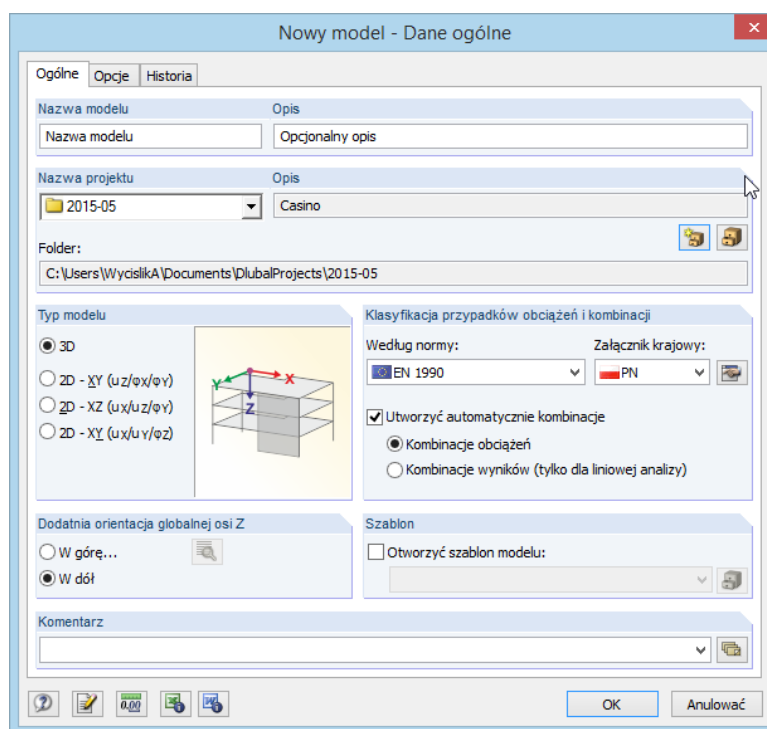 Nowy model - Dane ogólne
Ogólne Opcje Historia
Nazwa modelu Opis
Nazwa modelu Opcjonalny opis
Nazwa projektu Opis
2015-05 Casino
Folder:
C:\Users\WycislikA\Documents\DlubalProjects\2015-05
Typ modelu Klasyfikacja przypadków obciążeń i kombinacji
3D Według normy: Załącznik krajowy:
EN 1990 PN
2D - XY (uz/φx/φY)
2D - XZ (ux/uz/φY)
2D - XY (ux/uY/φz)
Y X Z
Utworzyć automatycznie kombinacje
Kombinacje obciążeń
Kombinacje wyników (tylko dla liniowej analizy)
Dodatnia orientacja globalnej osi Z Szablon
W górę... Otworzyć szablon modelu:
W dół
Komentarz
0.00 OK Anulować